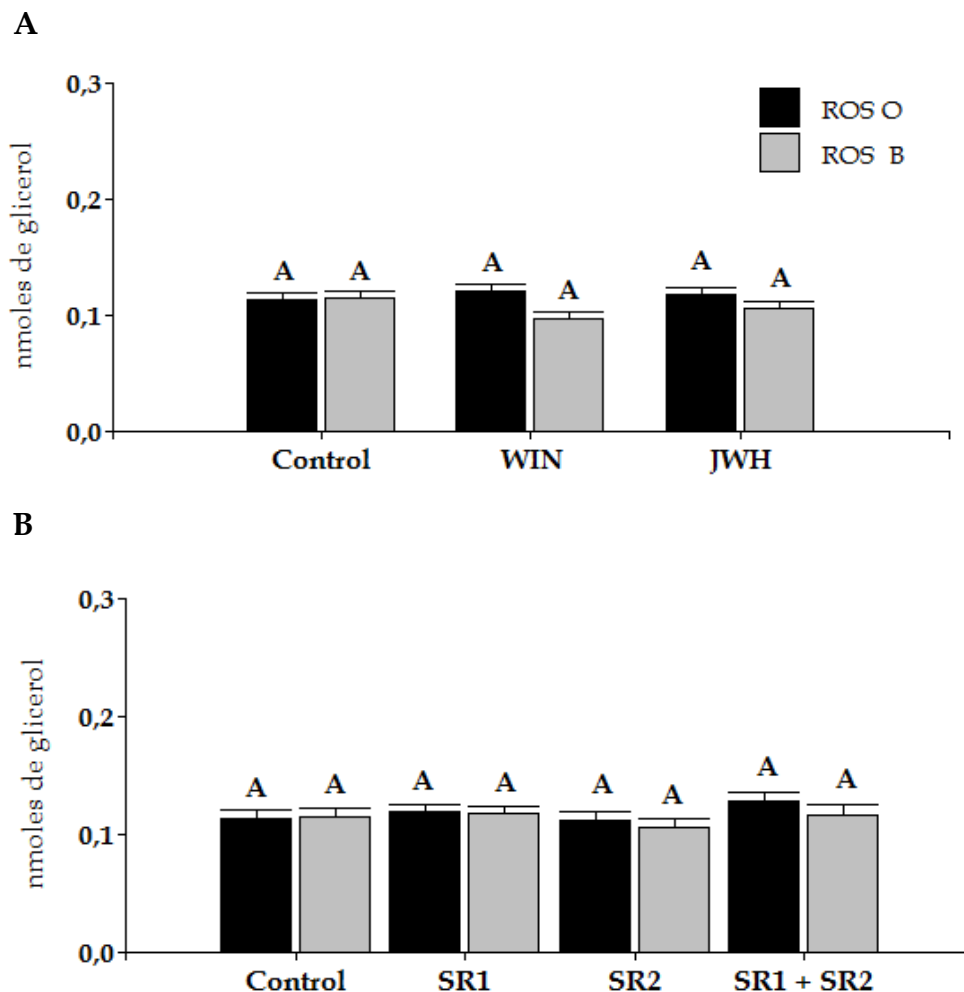 A
0,3
ROS O
ROS B
0,2
nmoles de glicerol
A A A A A A
0,1
0,0
Control WIN JWH
B
0,3
0,2
nmoles de glicerol
A A A A A A A A
0,1
0,0
Control SR1 SR2 SR1 + SR2